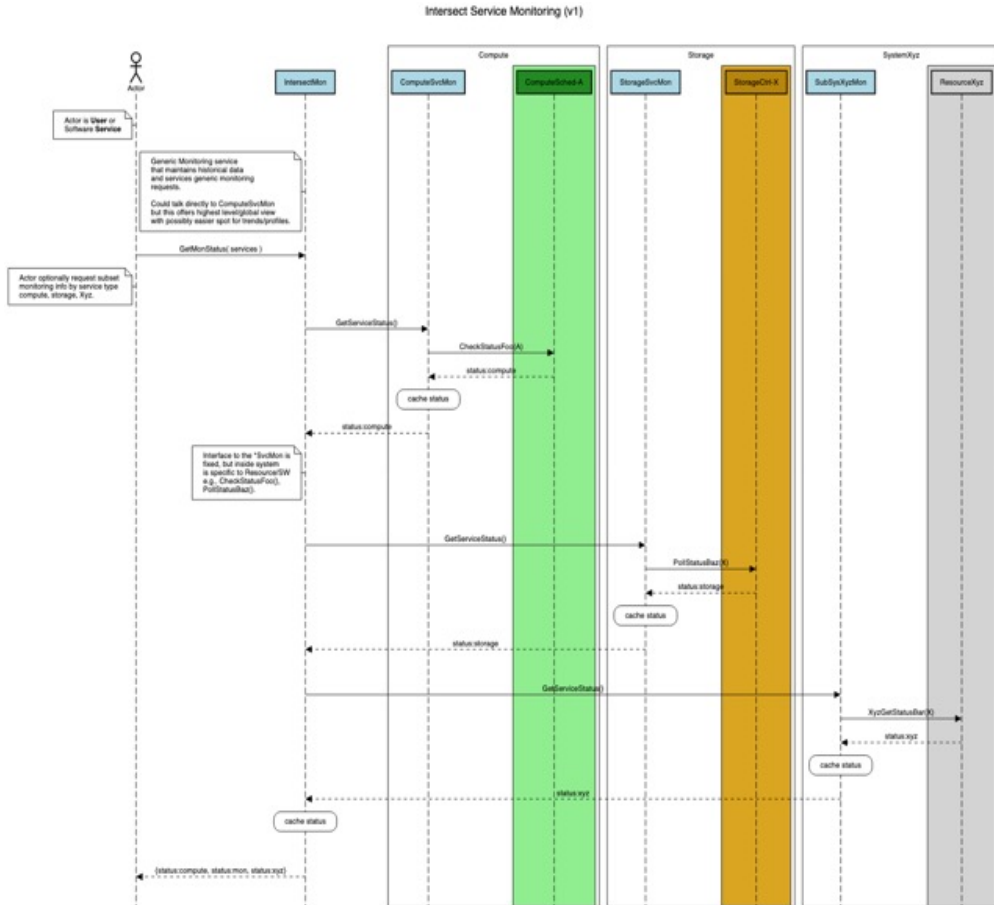 Intersect Service Monitoring (v1)
Compute
Storage
SystemXyz
Actor
IntersectMon
ComputeSvcMon
ComputeSched-A
StorageSvcMon
StorageCtrl-X
SubSysXyzMon
ResourceXyz
Actor is User or
Software Service
Generic Monitoring service
that maintains historical data
and services generic monitoring
requests.
Could talk directly to ComputeSvcMon
but this offers highest level/global view
with possibly easier spot for trends/profiles.
GetMonStatus( services )
Actor optionally request subset
monitoring info by service type
compute, storage, Xyz.
GetServiceStatus()
CheckStatusFoo(A)
status:compute
cache status
status:compute
Interface to the *SvcMon is
fixed, but inside system
is specific to Resource/SW
e.g., CheckStatusFoo(),
PollStatusBaz().
GetServiceStatus()
PollStatusBaz(X)
status:storage
cache status
status:storage
GetServiceStatus()
XyzGetStatusBar(X)
status:xyz
cache status
status:xyz
cache status
{status:compute, status:mon, status:xyz}